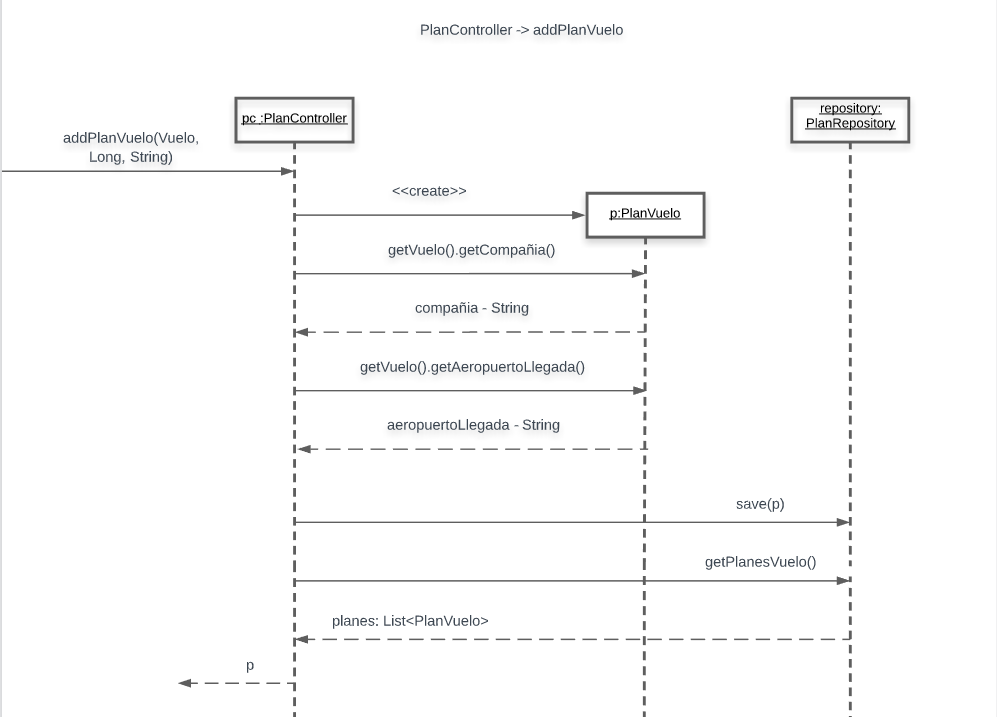 PlanController -> addPlanVuelo
pc :PlanController
repository:
PlanRepository
addPlanVuelo(Vuelo,
Long, String)
<<create>>
p:PlanVuelo
getVuelo().getCompañia()
compañia - String
getVuelo().getAeropuertoLlegada()
aeropuertoLlegada - String
save(p)
getPlanesVuelo()
planes: List<PlanVuelo>
p